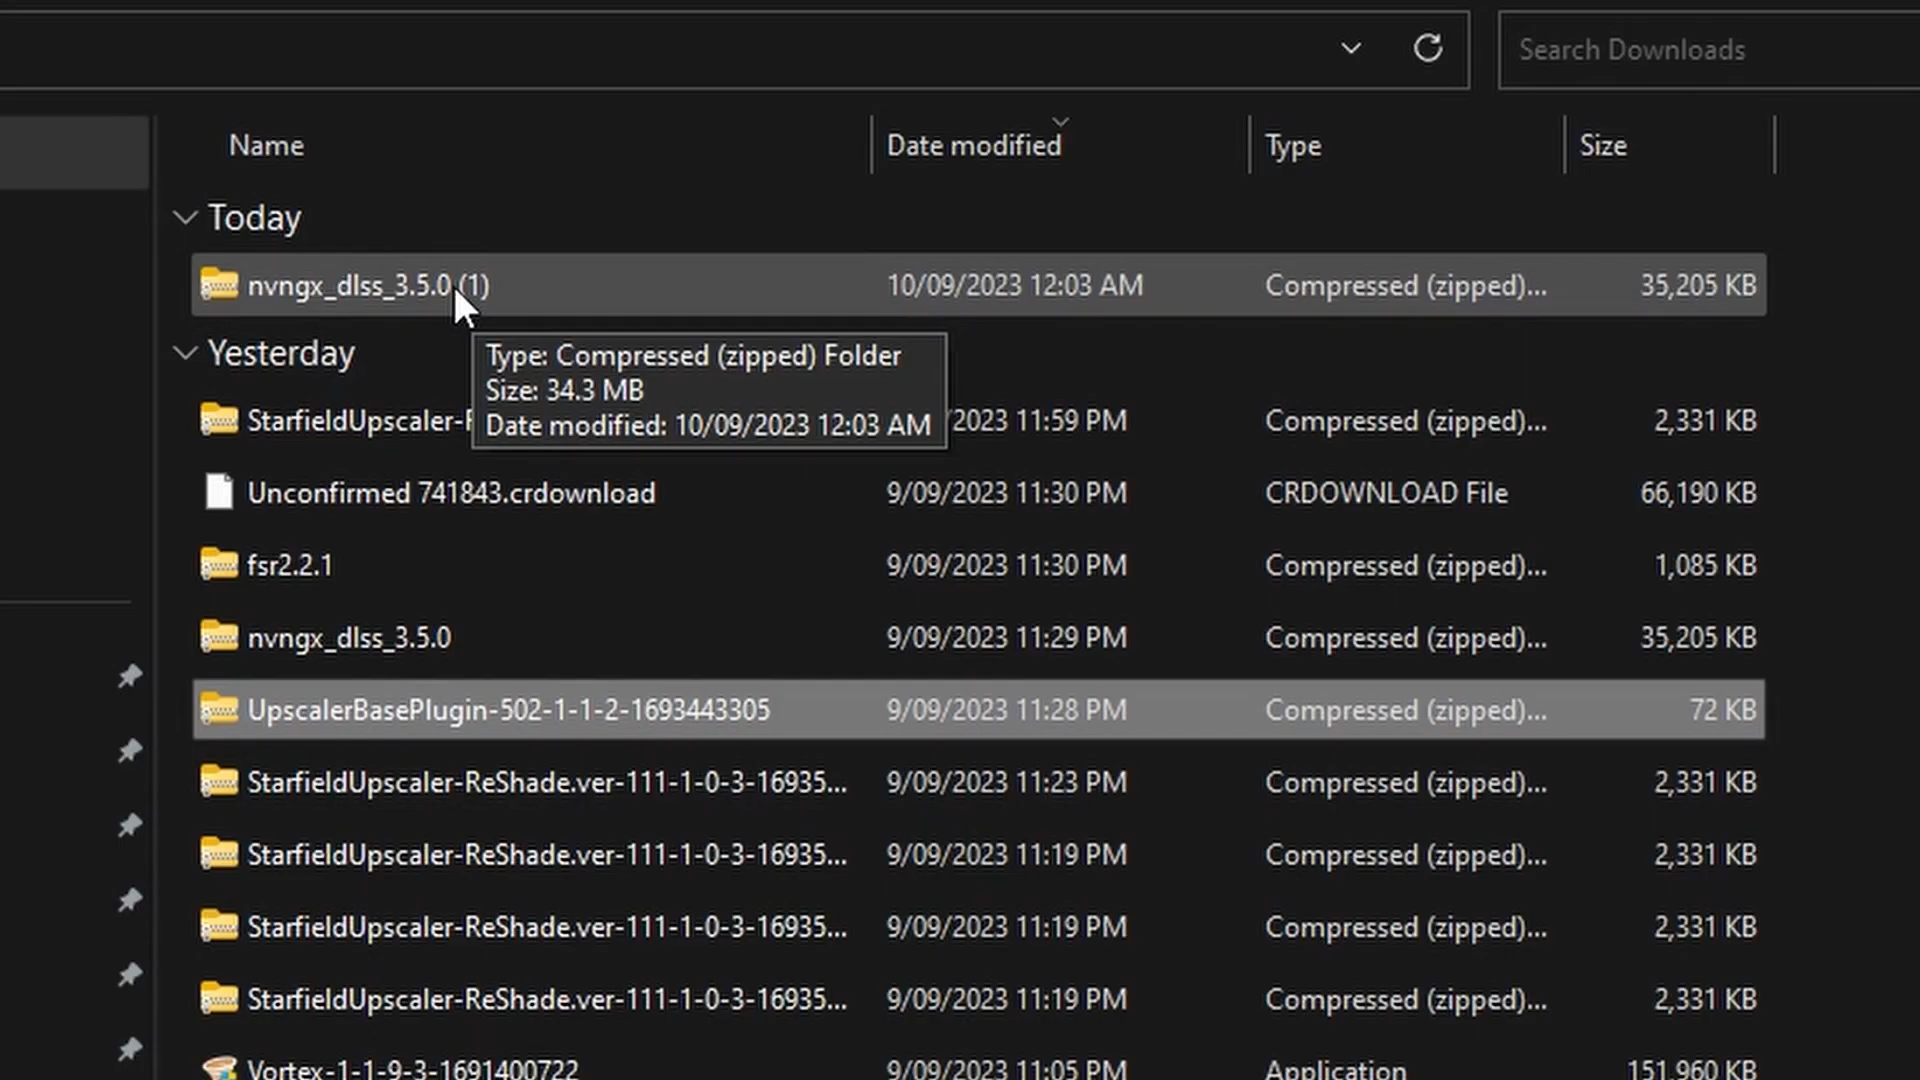 Search Downloads
Name Date modified Type Size
Today
nvngx_dlss_3.5.0 (1) 10/09/2023 12:03 AM Compressed (zipped)... 35,205 KB
Yesterday
Type: Compressed (zipped) Folder
Size: 34.3 MB
Date modified: 10/09/2023 12:03 AM
StarfieldUpscaler- /2023 11:59 PM Compressed (zipped)... 2,331 KB
Unconfirmed 741843.crdownload 9/09/2023 11:30 PM CRDOWNLOAD File 66,190 KB
fsr2.2.1 9/09/2023 11:30 PM Compressed (zipped)... 1,085 KB
nvngx_dlss_3.5.0 9/09/2023 11:29 PM Compressed (zipped)... 35,205 KB
UpscalerBasePlugin-502-1-1-2-1693443305 9/09/2023 11:28 PM Compressed (zipped)... 72 KB
StarfieldUpscaler-ReShade.ver-111-1-0-3-16935... 9/09/2023 11:23 PM Compressed (zipped)... 2,331 KB
StarfieldUpscaler-ReShade.ver-111-1-0-3-16935... 9/09/2023 11:19 PM Compressed (zipped)... 2,331 KB
StarfieldUpscaler-ReShade.ver-111-1-0-3-16935... 9/09/2023 11:19 PM Compressed (zipped)... 2,331 KB
StarfieldUpscaler-ReShade.ver-111-1-0-3-16935... 9/09/2023 11:19 PM Compressed (zipped)... 2,331 KB
Vortex-1-1-9-3-1691400722 9/09/2023 11:05 PM Application 151,960 KB